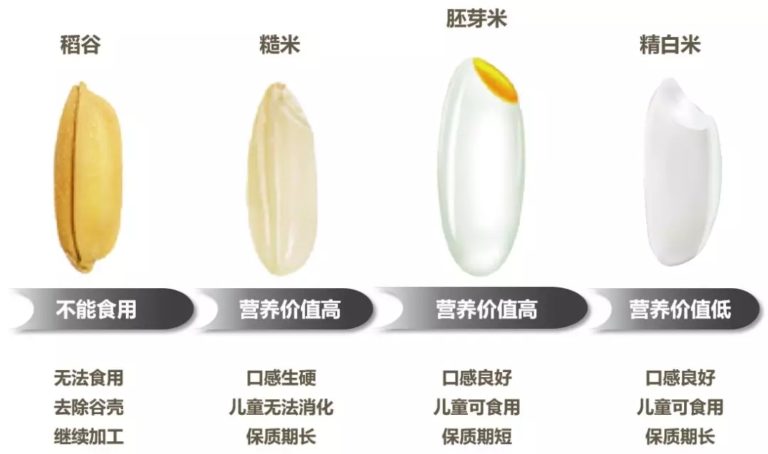 稻谷
糙米
胚芽米
精白米
不能食用
营养价值高
营养价值高
营养价值低
无法食用
去除谷壳
继续加工
口感生硬
儿童无法消化
保质期长
口感良好
儿童可食用
保质期短
口感良好
儿童可食用
保质期长